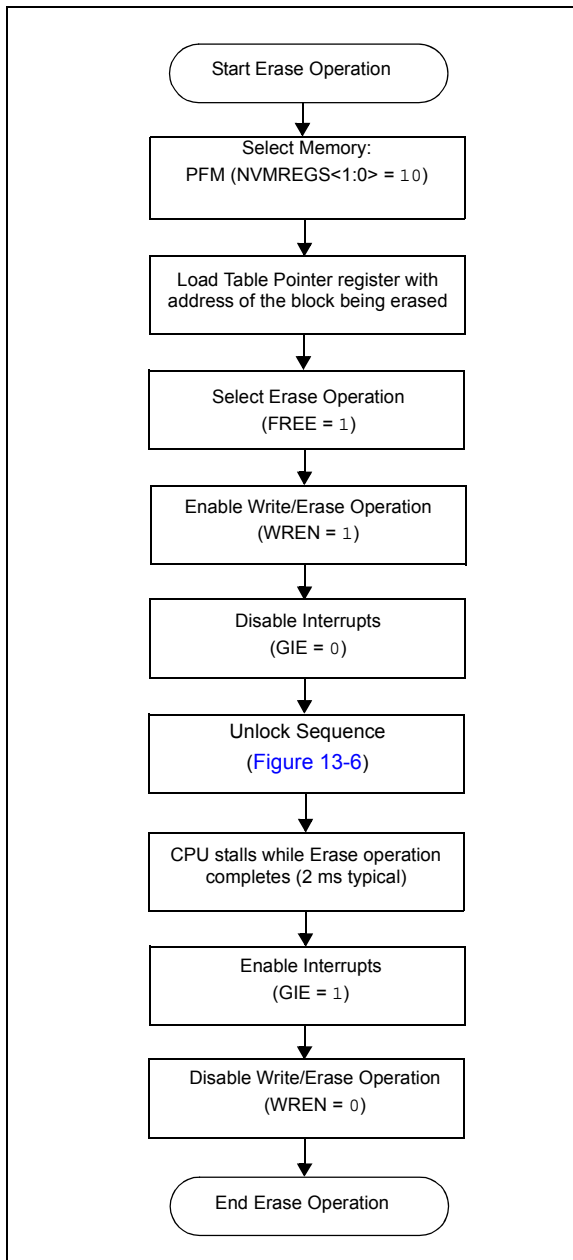 Start Erase Operation
Select Memory:
PFM (NVMREGS<1:0> = 10)
Load Table Pointer register with
address of the block being erased
Select Erase Operation
(FREE = 1)
Enable Write/Erase Operation
(WREN = 1)
Disable Interrupts
(GIE = 0)
Unlock Sequence
(Figure 13-6)
CPU stalls while Erase operation
completes (2 ms typical)
Enable Interrupts
(GIE = 1)
Disable Write/Erase Operation
(WREN = 0)
End Erase Operation